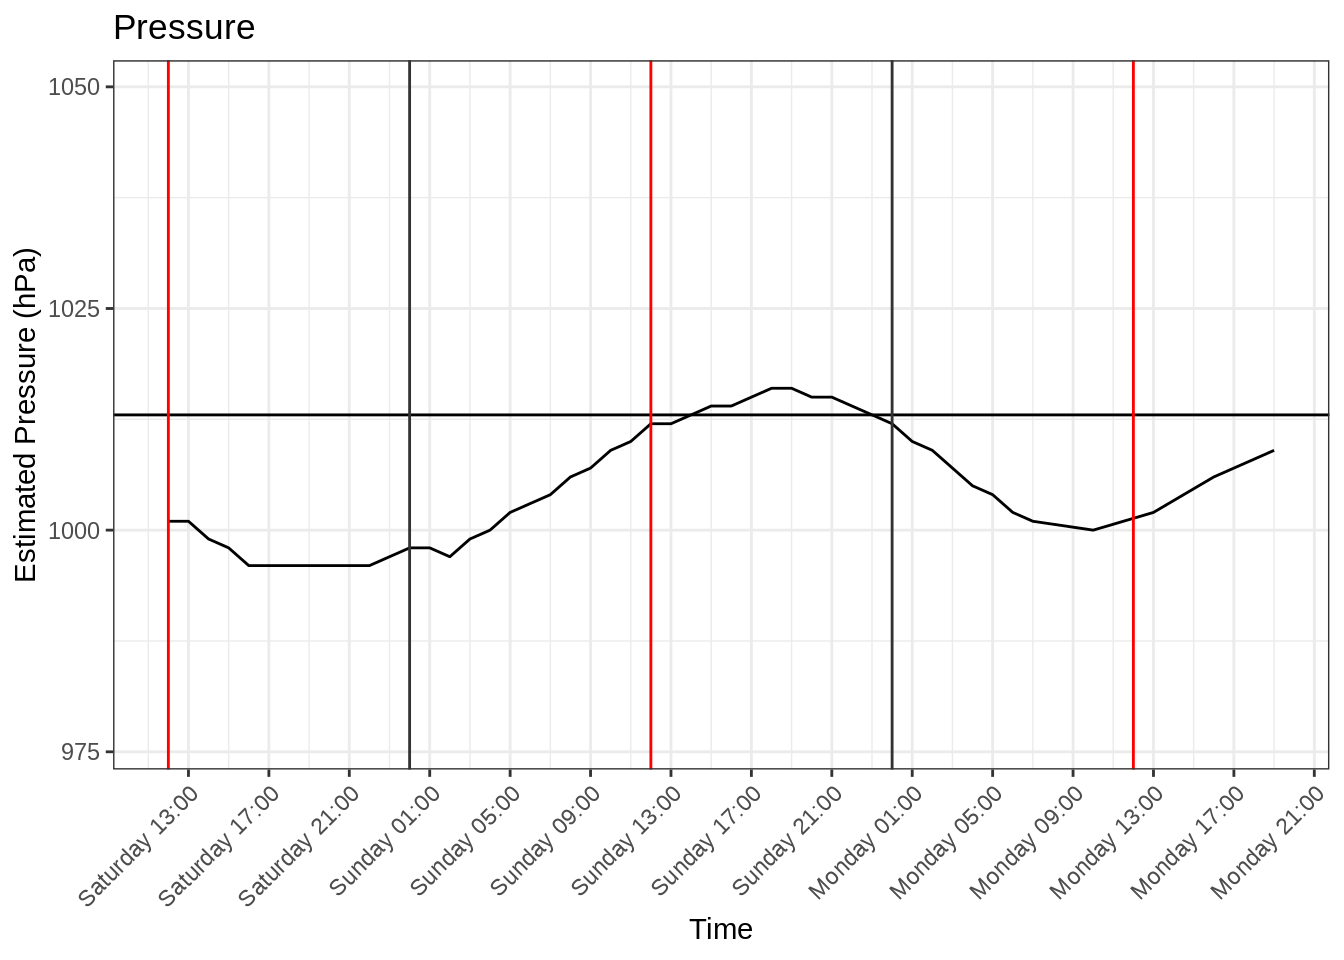 Pressure
Estimated Pressure (hPa)
1050
1025
1000
975
Saturday 13:00
Saturday 17:00
Saturday 21:00
Sunday 01:00
Sunday 05:00
Sunday 09:00
Sunday 13:00
Sunday 17:00
Sunday 21:00
Monday 01:00
Monday 05:00
Monday 09:00
Monday 13:00
Monday 17:00
Monday 21:00
Time